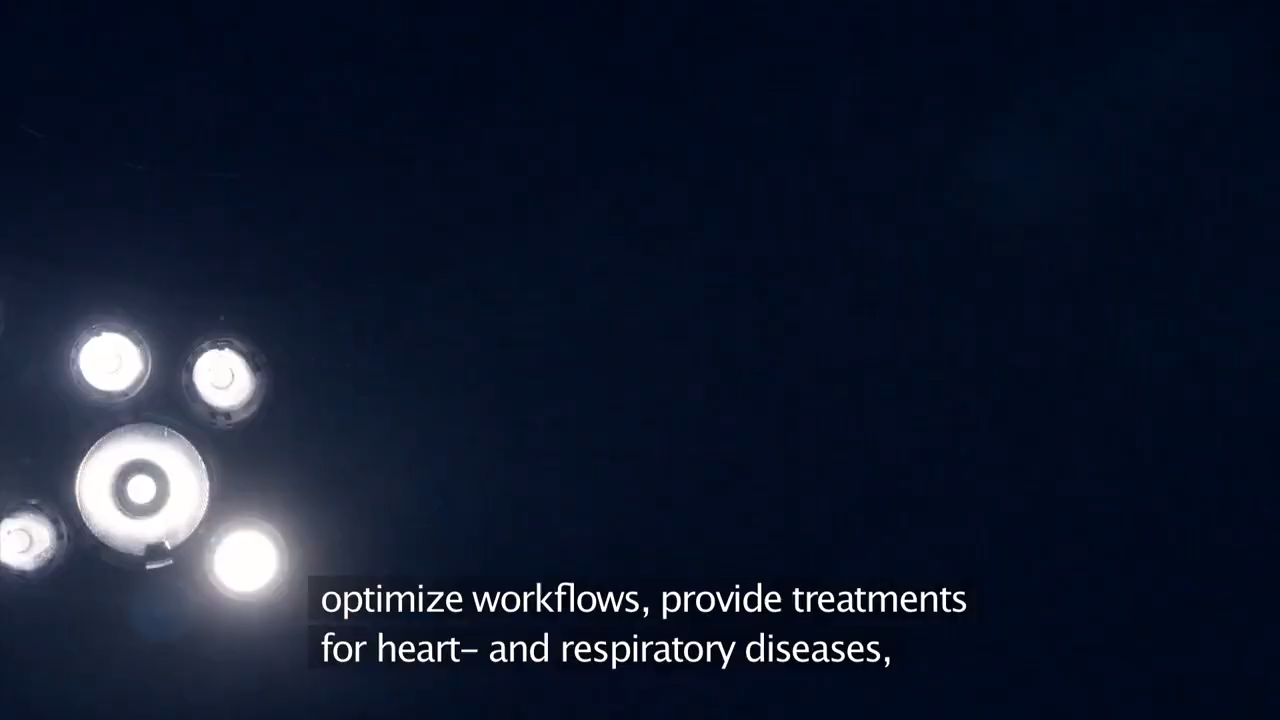 optimize workflows, provide treatments
for heart– and respiratory diseases,